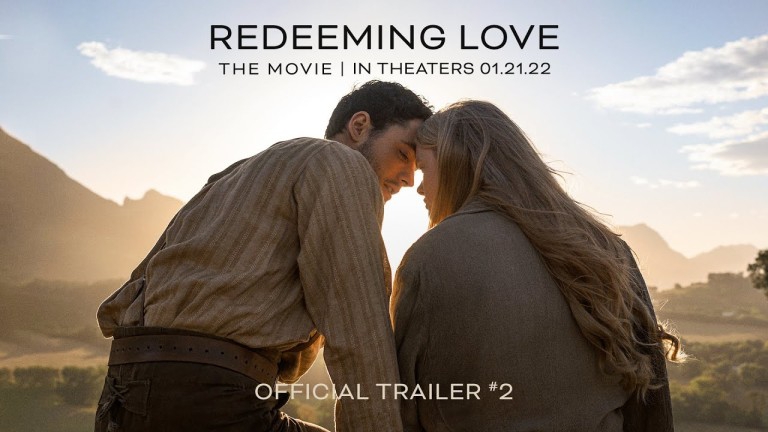 REDEEMING LOVE
THE MOVIE | IN THEATERS 01.21.22
OFFICIAL TRAILER #2